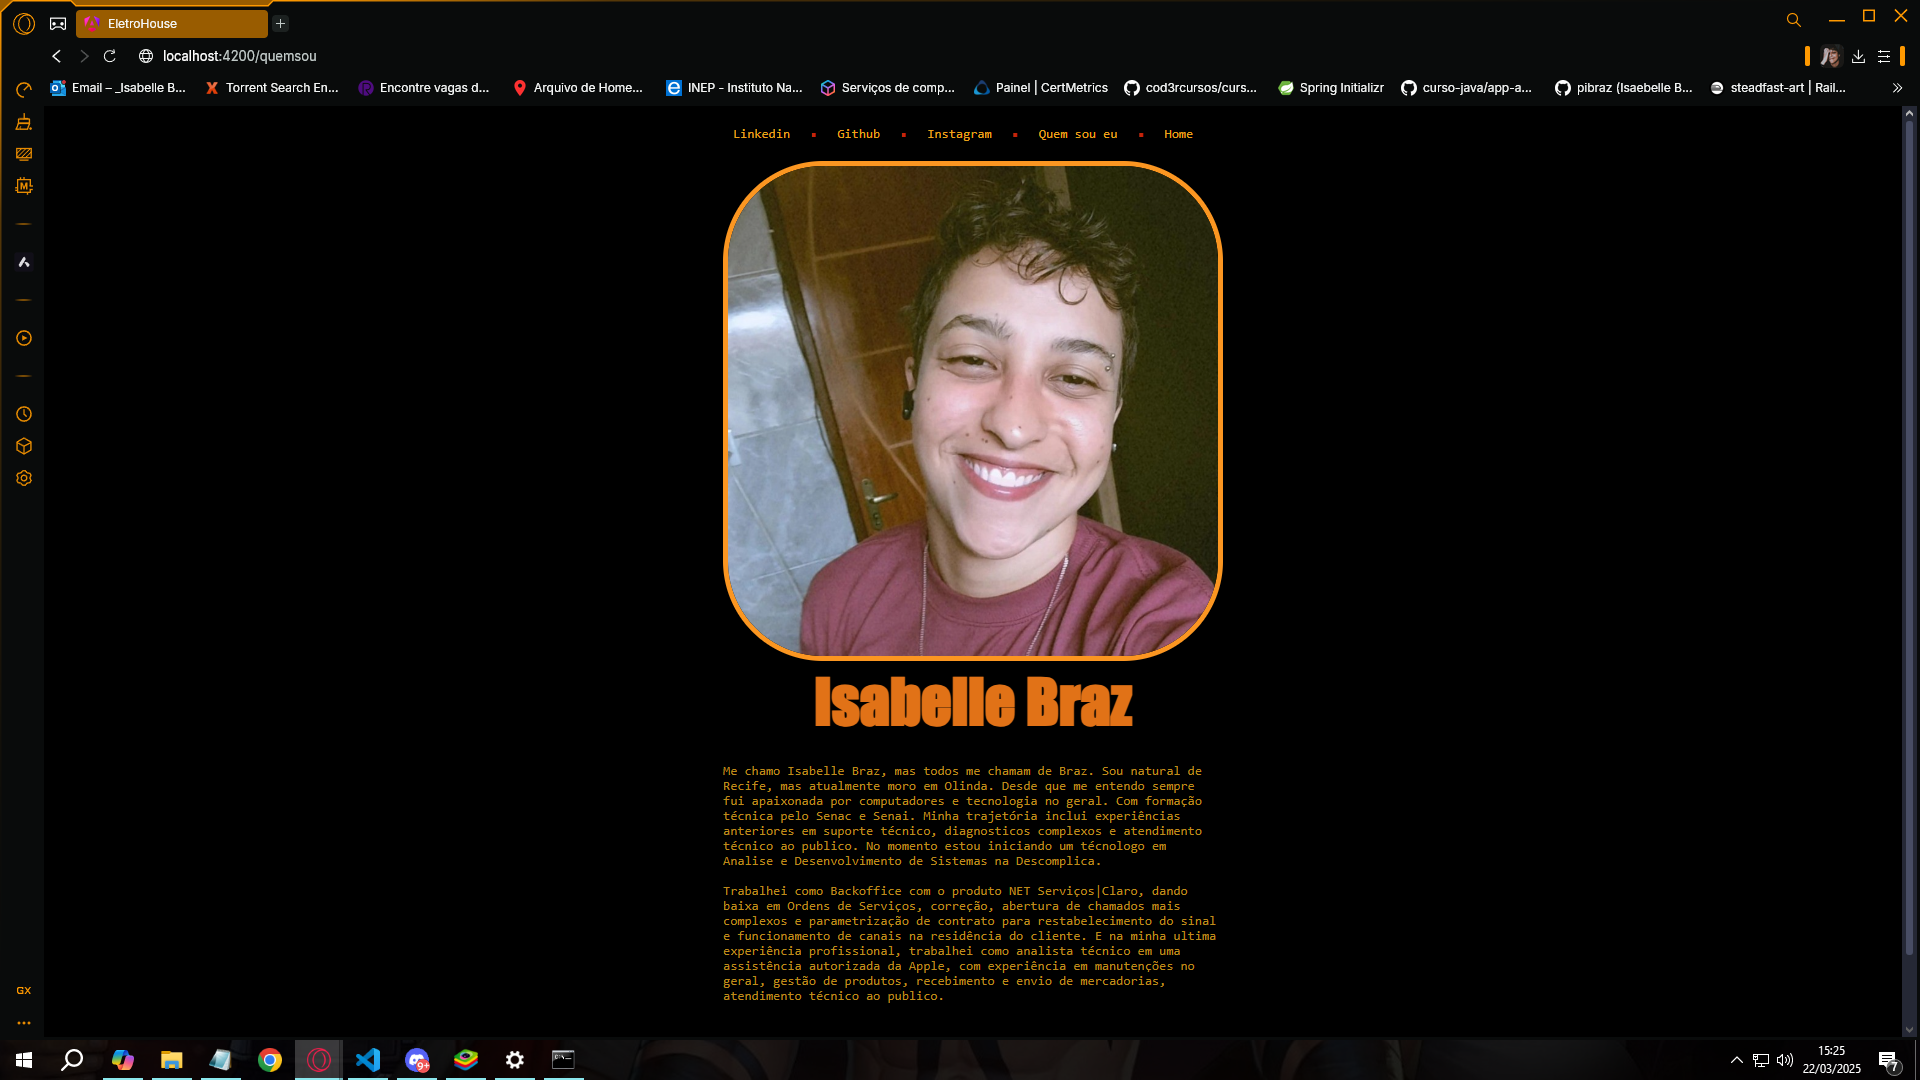 EletroHouse
localhost:4200/quemsou
Email – _Isabelle B...
Torrent Search En...
Encontre vagas d...
Arquivo de Home...
INEP - Instituto Na...
Serviços de comp...
Painel | CertMetrics
cod3rcursos/curs...
Spring Initializr
curso-java/app-a...
pibraz (Isaebelle B...
steadfast-art | Rail...
Linkedin
Github
Instagram
Quem sou eu
Home
Isabelle Braz
Me chamo Isabelle Braz, mas todos me chamam de Braz. Sou natural de
Recife, mas atualmente moro em Olinda. Desde que me entendo sempre
fui apaixonada por computadores e tecnologia no geral. Com formação
técnica pelo Senac e Senai. Minha trajetória inclui experiências
anteriores em suporte técnico, diagnosticos complexos e atendimento
técnico ao publico. No momento estou iniciando um técnologo em
Analise e Desenvolvimento de Sistemas na Descomplica.
Trabalhei como Backoffice com o produto NET Serviços|Claro, dando
baixa em Ordens de Serviços, correção, abertura de chamados mais
complexos e parametrização de contrato para restabelecimento do sinal
e funcionamento de canais na residência do cliente. E na minha ultima
experiência profissional, trabalhei como analista técnico em uma
assistência autorizada da Apple, com experiência em manutenções no
geral, gestão de produtos, recebimento e envio de mercadorias,
atendimento técnico ao publico.
GX
9+
15:25
22/03/2025
7